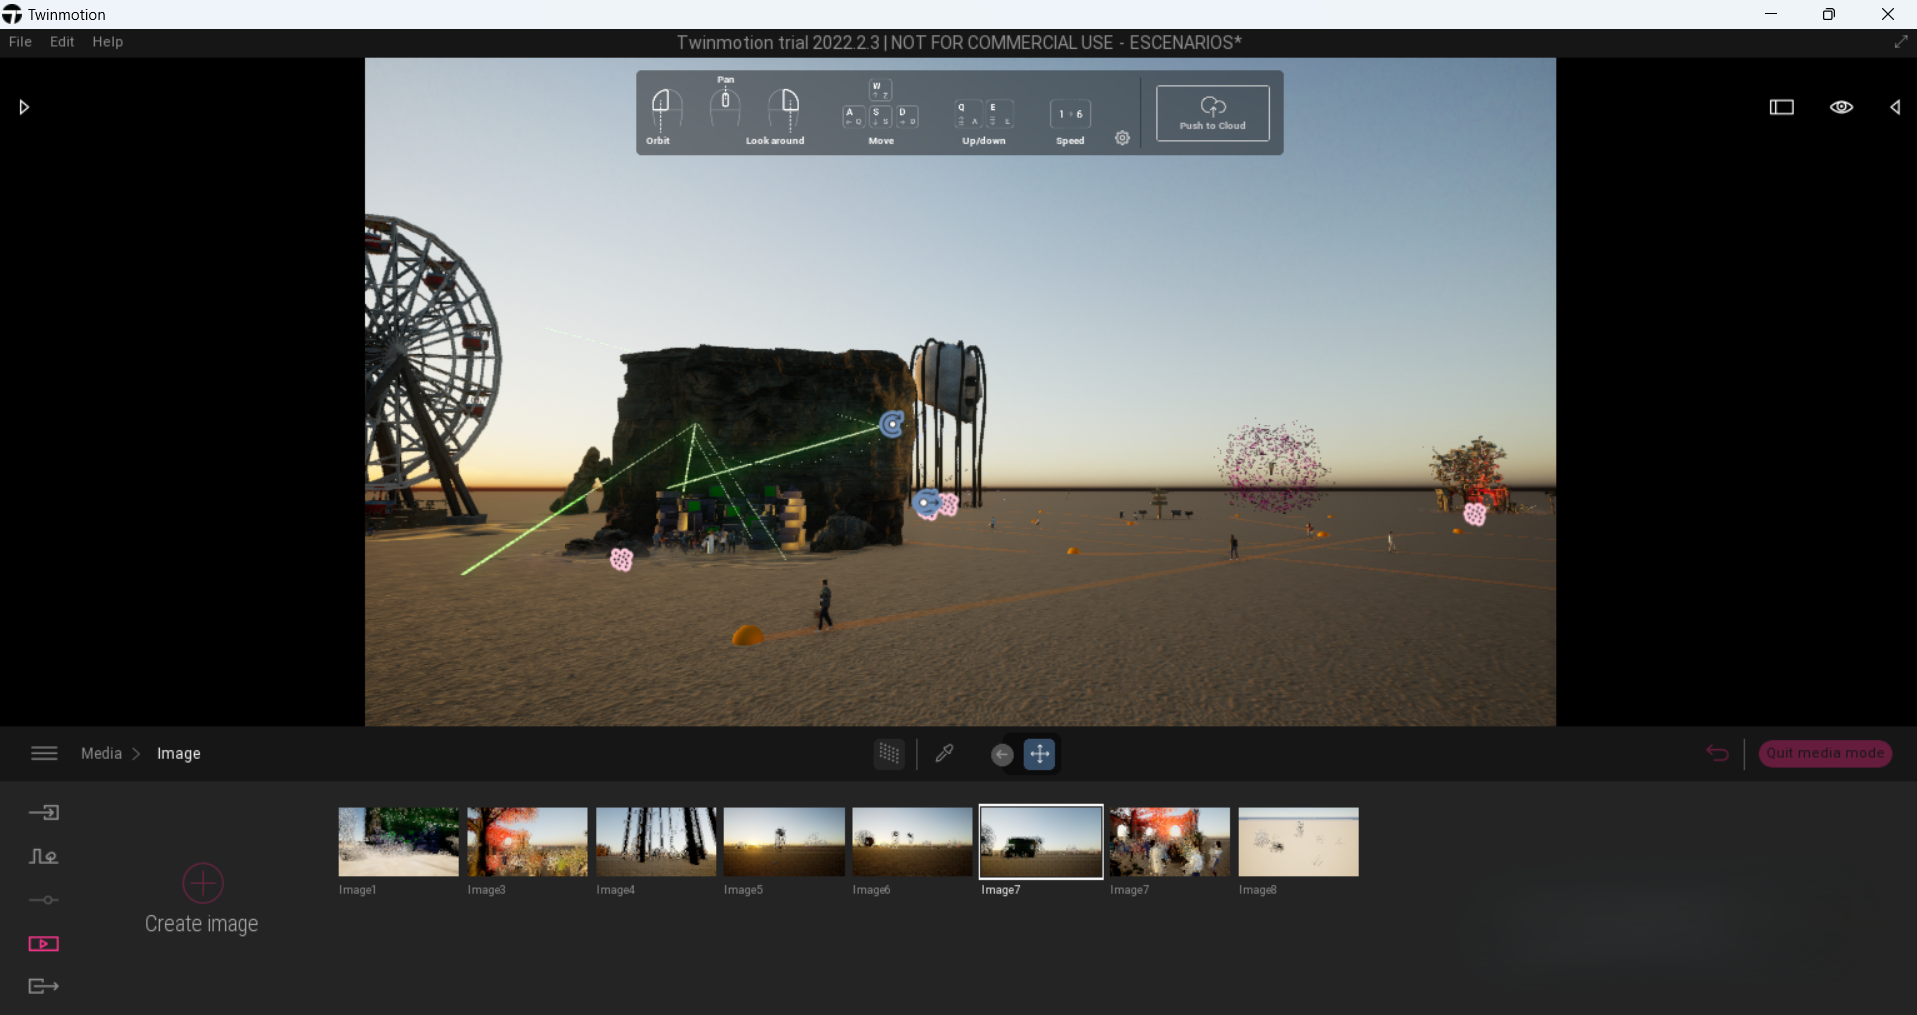 Twinmotion
File Edit Help
Twinmotion trial 2022.2.3 | NOT FOR COMMERCIAL USE - ESCENARIOS*
Pan
W
Z
A
Q
S
S
D
D
Q
A
E
E
1 6
Push to Cloud
Orbit
Look around
Move
Up/down
Speed
Media > Image
Quit media mode
Create image
Image1
Image3
Image4
Image5
Image6
Image7
Image7
Image8